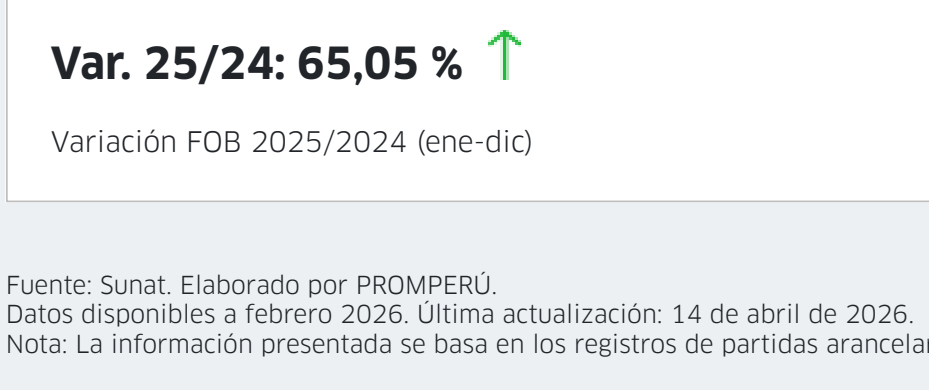 Var. 25/24: 65,05 %
Variación FOB 2025/2024 (ene-dic)
Fuente: Sunat. Elaborado por PROMPERÚ.
Datos disponibles a febrero 2026. Última actualización: 14 de abril de 2026.
Nota: La información presentada se basa en los registros de partidas